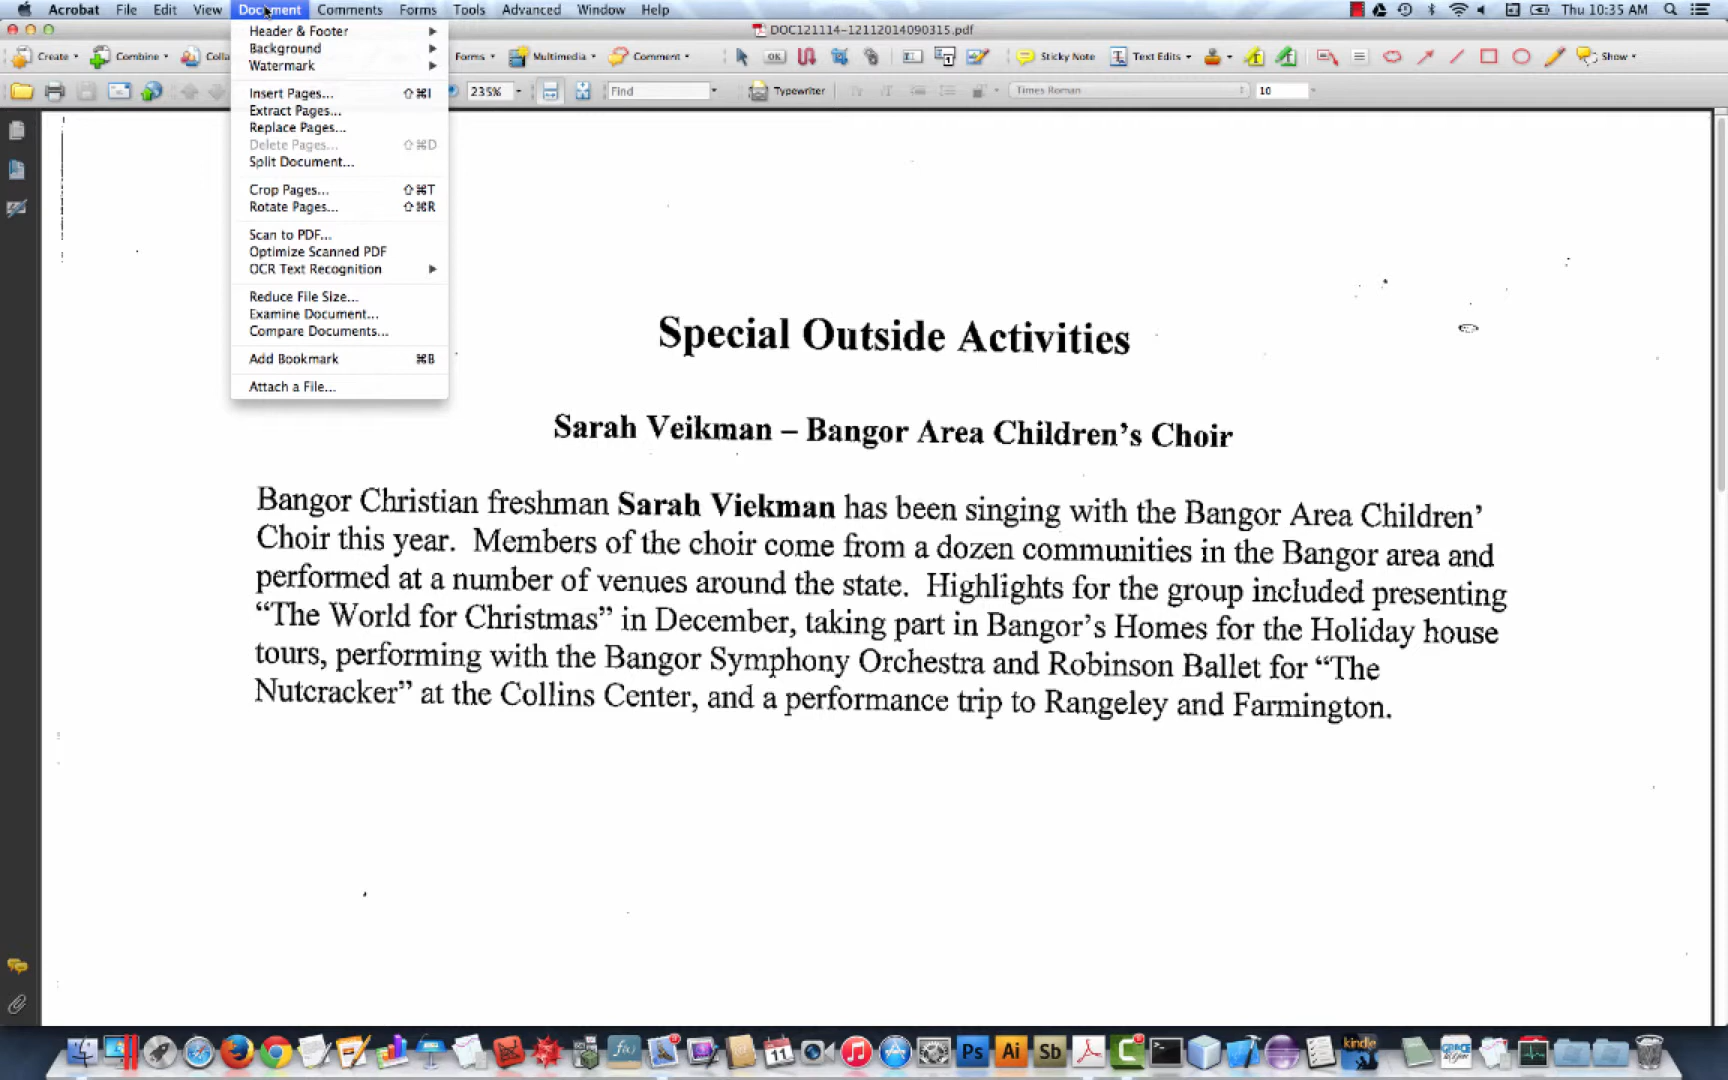 Acrobat File Edit View Document Comments Forms Tools Advanced Window Help Thu 10:35 AM
DOC121114-12112014090315.pdf
Create Combine Colla Forms Multimedia Comment OK Sticky Note Text Edits Show
235% Find Typewriter Times Roman 10
Header & Footer
Background
Watermark
Insert Pages... ⇧⌘I
Extract Pages...
Replace Pages...
Delete Pages... ⇧⌘D
Split Document...
Crop Pages... ⇧⌘T
Rotate Pages... ⇧⌘R
Scan to PDF...
Optimize Scanned PDF
OCR Text Recognition
Reduce File Size...
Examine Document...
Compare Documents...
Add Bookmark ⌘B
Attach a File...
Special Outside Activities
Sarah Veikman – Bangor Area Children's Choir
Bangor Christian freshman Sarah Viekman has been singing with the Bangor Area Children'
Choir this year. Members of the choir come from a dozen communities in the Bangor area and
performed at a number of venues around the state. Highlights for the group included presenting
"The World for Christmas" in December, taking part in Bangor's Homes for the Holiday house
tours, performing with the Bangor Symphony Orchestra and Robinson Ballet for "The
Nutcracker" at the Collins Center, and a performance trip to Rangeley and Farmington.
f(x) 11 Ps Ai Sb C kindle